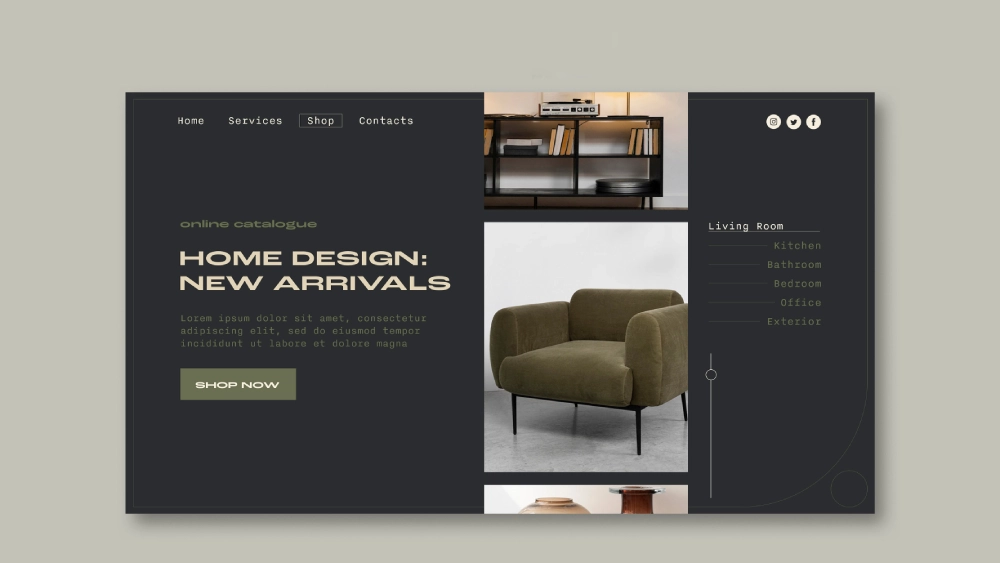 Home Services Shop Contacts
online catalogue
HOME DESIGN:
NEW ARRIVALS
Lorem ipsum dolor sit amet, consectetur
adipiscing elit, sed do eiusmod tempor
incididunt ut labore et dolore magna
SHOP NOW
Living Room
Kitchen
Bathroom
Bedroom
Office
Exterior